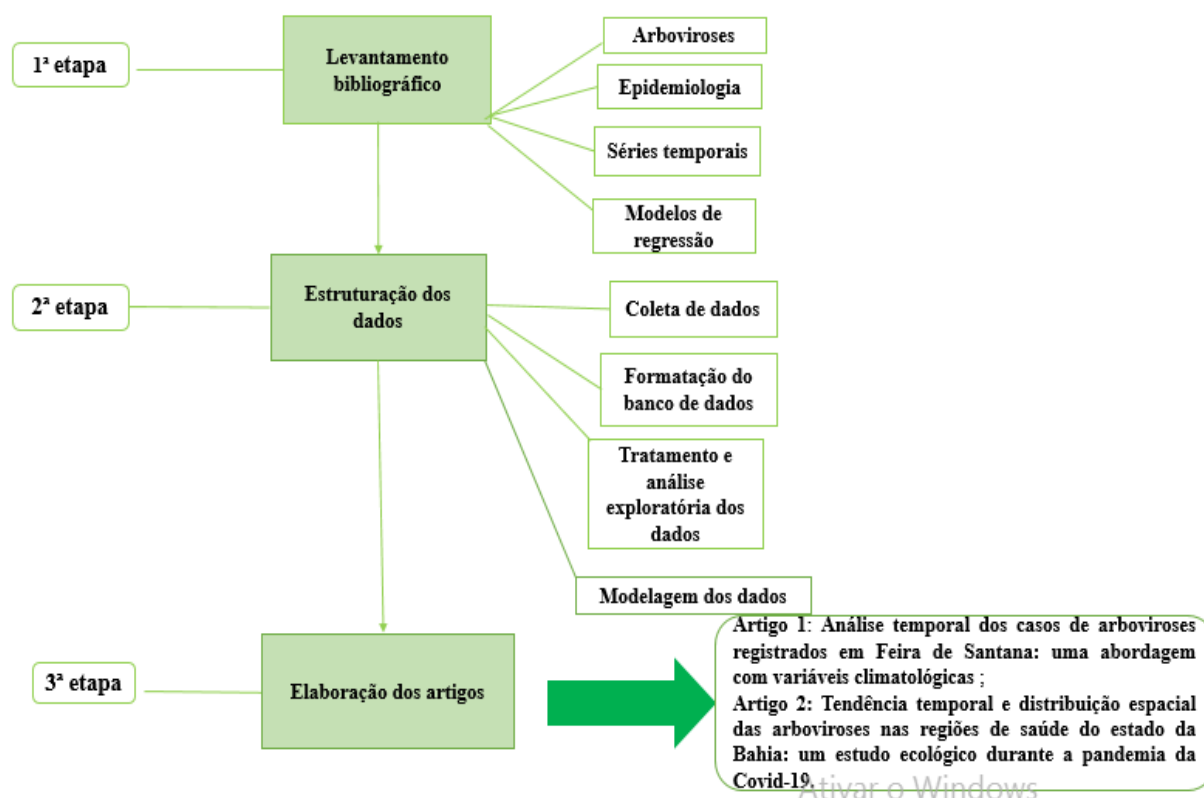 1ª etapa
Levantamento
bibliográfico
Arboviroses
Epidemiologia
Séries temporais
Modelos de
regressão
2ª etapa
Estruturação dos
dados
Coleta de dados
Formatação do
banco de dados
Tratamento e
análise
exploratória dos
dados
Modelagem dos dados
3ª etapa
Elaboração dos artigos
Artigo 1: Análise temporal dos casos de arboviroses
registrados em Feira de Santana: uma abordagem
com variáveis climatológicas ;
Artigo 2: Tendência temporal e distribuição espacial
das arboviroses nas regiões de saúde do estado da
Bahia: um estudo ecológico durante a pandemia da
Covid-19.
Ativar o Windows